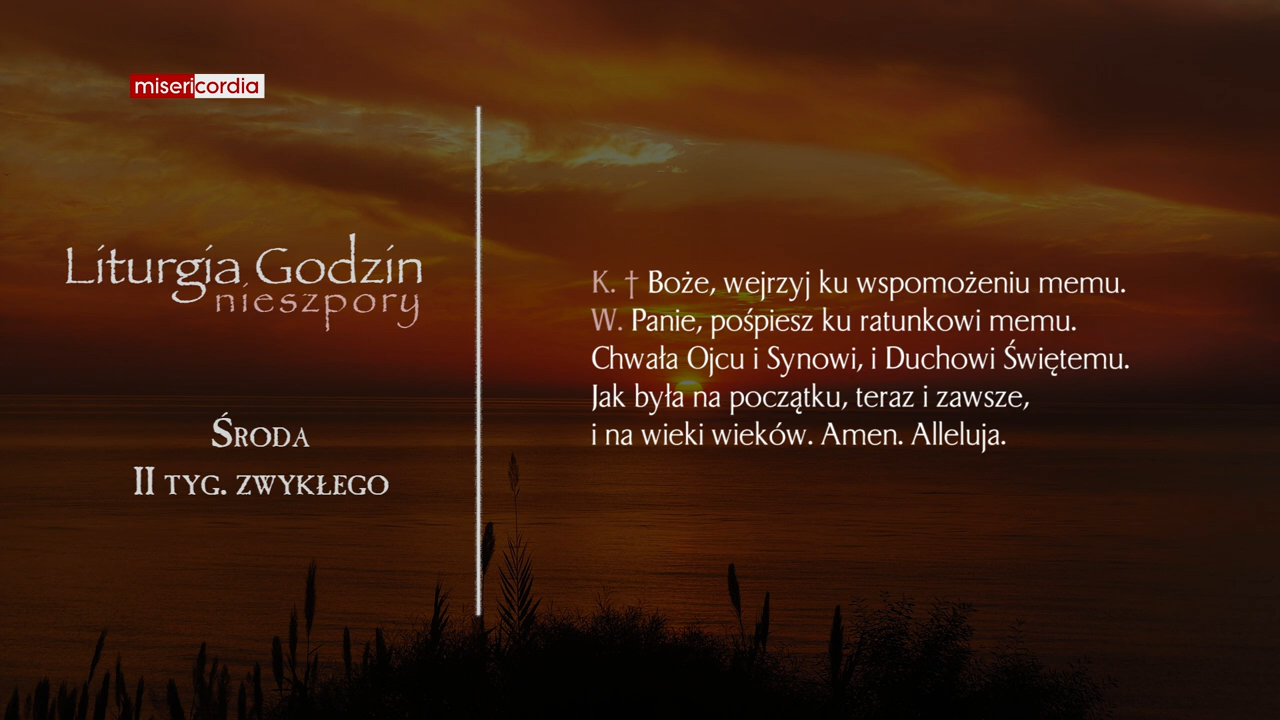 misericordia
Liturgia Godzin
nieszpory
Środa
II tyg. zwykłego
K. † Boże, wejrzyj ku wspomożeniu memu.
W. Panie, pośpiesz ku ratunkowi memu.
Chwała Ojcu i Synowi, i Duchowi Świętemu.
Jak była na początku, teraz i zawsze,
i na wieki wieków. Amen. Alleluja.